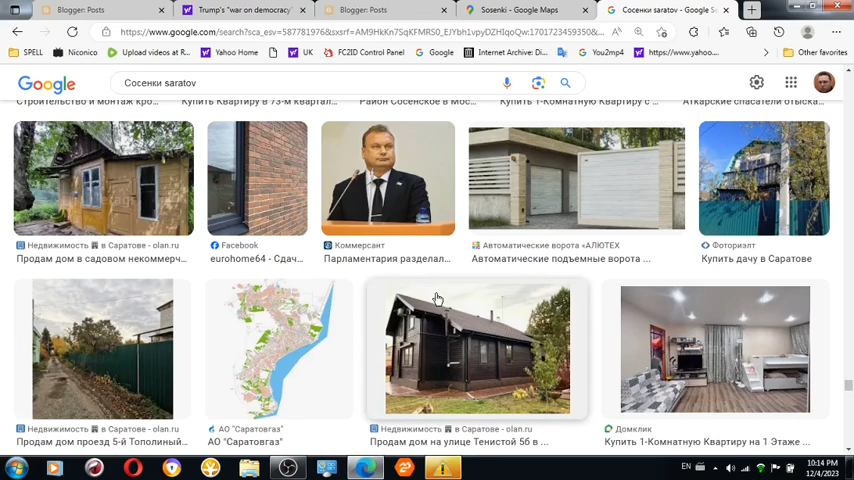 Blogger: Posts
Trump's "war on democracy"
Blogger: Posts
Sosenki - Google Maps
Сосенки saratov - Google S
https://www.google.com/search?sca_esv=587781976&sxsrf=AM9HkKn7SqKFMRS0_EJYbh1vpyDZHIqoQw:1701723459350&...
SPELL
Niconico
Upload videos at R...
Yahoo Home
UK
FC2ID Control Panel
Google
Internet Archive: Di...
You2mp4
https://www.yahoo...
Other favorites
Google
Сосенки saratov
Строительство и монтаж кро...
Купить Квартиру в 73-м квартал...
Район Сосенское в Мос...
Купить 1-Комнатную Квартиру с ...
Аткарские спасатели отыска...
Недвижимость в Саратове - olan.ru
Продам дом в садовом некоммерч...
Facebook
eurohome64 - Сдач...
Коммерсант
Парламентария разделал...
Автоматические ворота «АЛЮТЕХ
Автоматические подъемные ворота ...
Фоториэлт
Купить дачу в Саратове
Недвижимость в Саратове - olan.ru
Продам дом проезд 5-й Тополиный...
АО "Саратовгаз"
АО "Саратовгаз"
Недвижимость в Саратове - olan.ru
Продам дом на улице Тенистой 5б в ...
Домклик
Купить 1-Комнатную Квартиру на 1 Этаже ...
EN
10:14 PM
12/4/2023